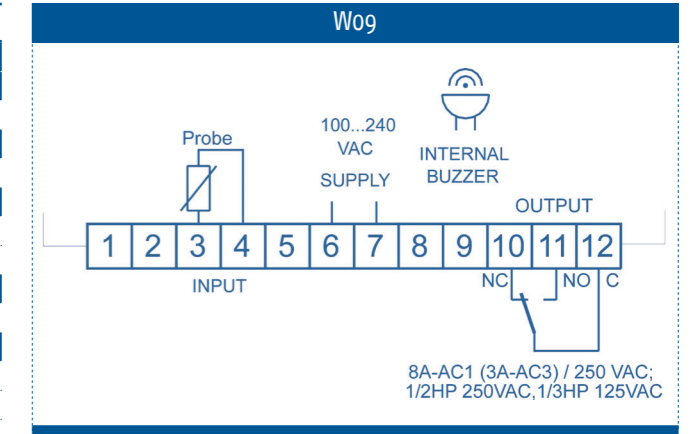 W09
100...240
VAC
SUPPLY
Probe
INTERNAL
BUZZER
OUTPUT
1 2 3 4 5 6 7 8 9 10 11 12
INPUT
NC NO C
8A-AC1 (3A-AC3) / 250 VAC;
1/2HP 250VAC,1/3HP 125VAC